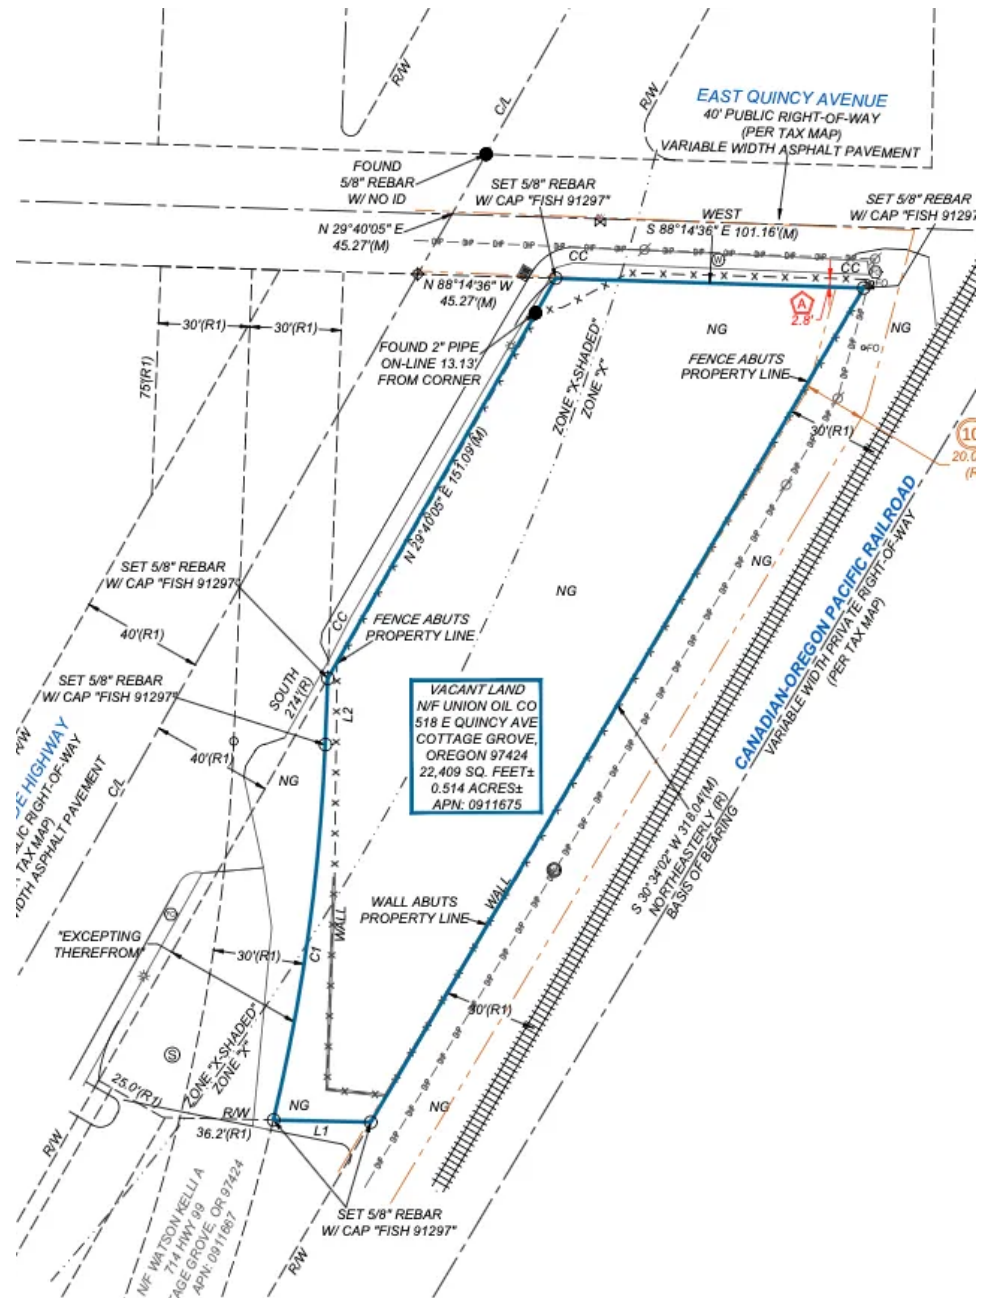 R/W
C/L
R/W
EAST QUINCY AVENUE
40' PUBLIC RIGHT-OF-WAY
(PER TAX MAP)
VARIABLE WIDTH ASPHALT PAVEMENT
FOUND
5/8" REBAR
W/ NO ID
SET 5/8" REBAR
W/ CAP "FISH 91297"
SET 5/8" REBAR
W/ CAP "FISH 9129
N 29°40'05" E
45.27'(M)
WEST
S 88°14'36" E 101.16'(M)
CC
W
CC
N 88°14'36" W
45.27'(M)
FO
A
2.8'
30'(R1)
30'(R1)
75'(R1)
FOUND 2" PIPE
ON-LINE 13.13'
FROM CORNER
NG
NG
FO
ZONE "X-SHADED"
ZONE "X"
FENCE ABUTS
PROPERTY LINE
30'(R1)
10
20.0
(R
N 29°40'05" E 151.09'(M)
SET 5/8" REBAR
W/ CAP "FISH 91297"
NG
NG
CANADIAN-OREGON PACIFIC RAILROAD
VARIABLE WIDTH PRIVATE RIGHT-OF-WAY
(PER TAX MAP)
CC
FENCE ABUTS
PROPERTY LINE
40'(R1)
SET 5/8" REBAR
W/ CAP "FISH 91297"
SOUTH
274'(R)
L2
VACANT LAND
N/F UNION OIL CO
518 E QUINCY AVE
COTTAGE GROVE,
OREGON 97424
22,409 SQ. FEET±
0.514 ACRES±
APN: 0911675
R/W
DE HIGHWAY
LIC RIGHT-OF-WAY
TAX MAP)
IDTH ASPHALT PAVEMENT
40'(R1)
C/L
NG
S 30°34'02" W 318.04'(M)
NORTHEASTERLY (R)
BASIS OF BEARING
WALL
WALL ABUTS
PROPERTY LINE
WALL
"EXCEPTING
THEREFROM"
30'(R1)
C1
30'(R1)
ZONE "X-SHADED"
ZONE "X"
S
25.0'(R1)
R/W
36.2'(R1)
NG
L1
NG
R/W
SET 5/8" REBAR
W/ CAP "FISH 91297"
N/F WATSON KELLI A
714 HWY 99
TAGE GROVE, OR 97424
APN: 0911667
R/W